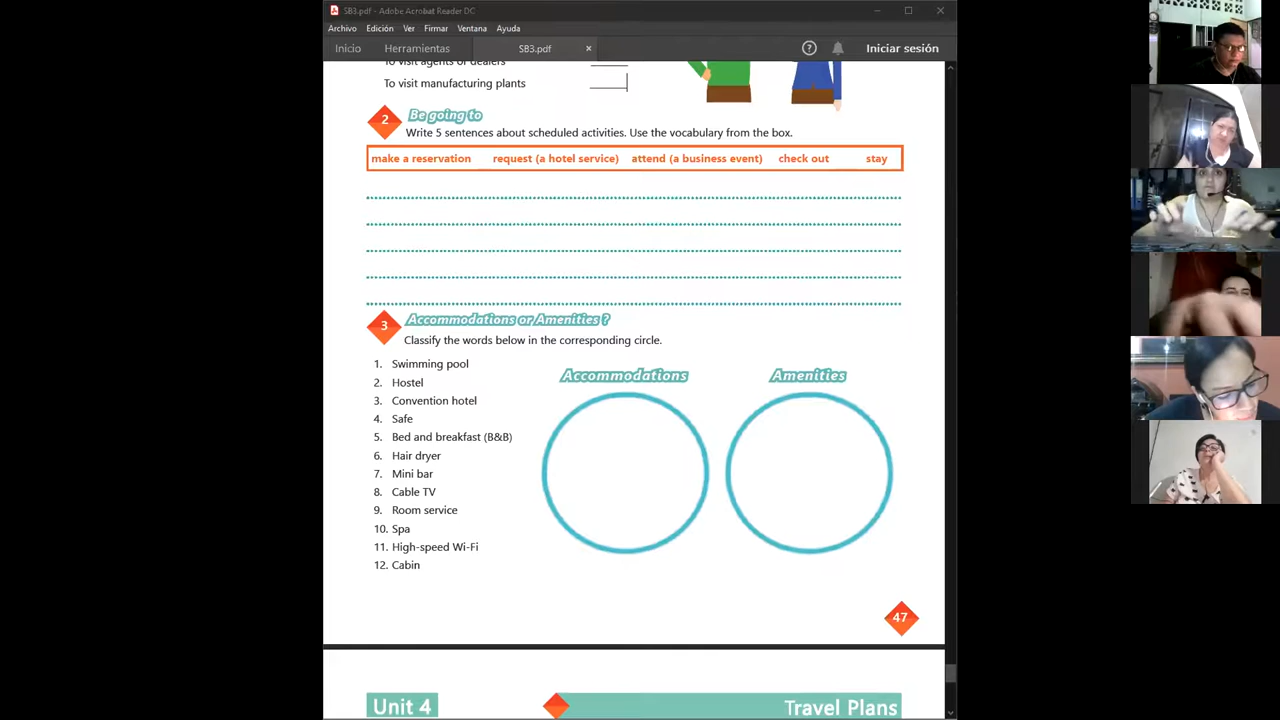 SB3.pdf - Adobe Acrobat Reader DC
Archivo Edición Ver Firmar Ventana Ayuda
Inicio Herramientas SB3.pdf × ? Iniciar sesión
To visit agents or dealers
To visit manufacturing plants
2 Be going to
Write 5 sentences about scheduled activities. Use the vocabulary from the box.
make a reservation request (a hotel service) attend (a business event) check out stay
3 Accommodations or Amenities ?
Classify the words below in the corresponding circle.
1. Swimming pool
2. Hostel
3. Convention hotel
4. Safe
5. Bed and breakfast (B&B)
6. Hair dryer
7. Mini bar
8. Cable TV
9. Room service
10. Spa
11. High-speed Wi-Fi
12. Cabin
Accommodations Amenities
47
Unit 4 Travel Plans